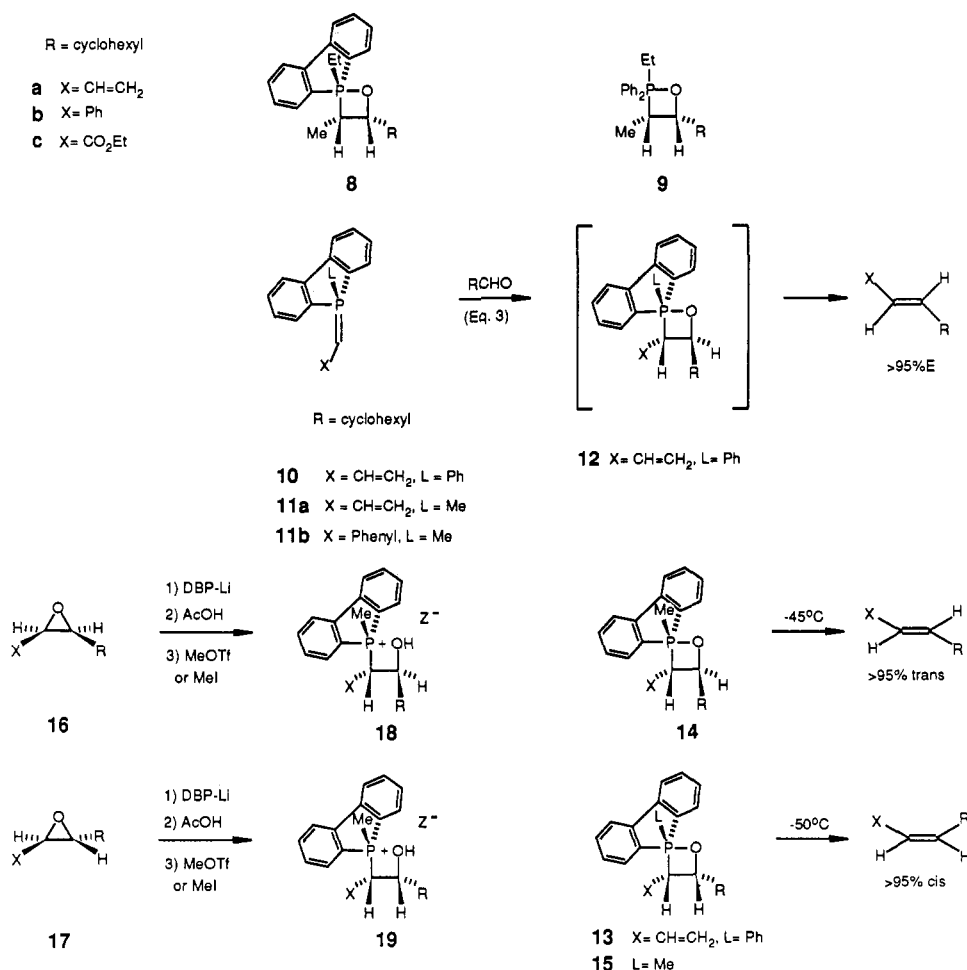 R = cyclohexyl
a X= CH=CH₂
b X= Ph
c X= CO₂Et
Et
P O
Me R
H H
8
Et
Ph₂P O
Me R
H H
9
L
P
X
R = cyclohexyl
10 X = CH=CH₂, L = Ph
11a X = CH=CH₂, L = Me
11b X = Phenyl, L = Me
RCHO
(Eq. 3)
L
P O
X H
H R
12 X= CH=CH₂, L= Ph
X H
H R
>95%E
O
H H
X R
16
1) DBP-Li
2) AcOH
3) MeOTf
or MeI
Me Z⁻
P + OH
X H
H R
18
Me
P O
X H
H R
14
-45°C
X H
H R
>95% trans
O
H R
X H
17
1) DBP-Li
2) AcOH
3) MeOTf
or MeI
Me Z⁻
P + OH
X R
H H
19
L
P O
X R
H H
13 X= CH=CH₂, L= Ph
15 L= Me
-50°C
X R
H H
>95% cis